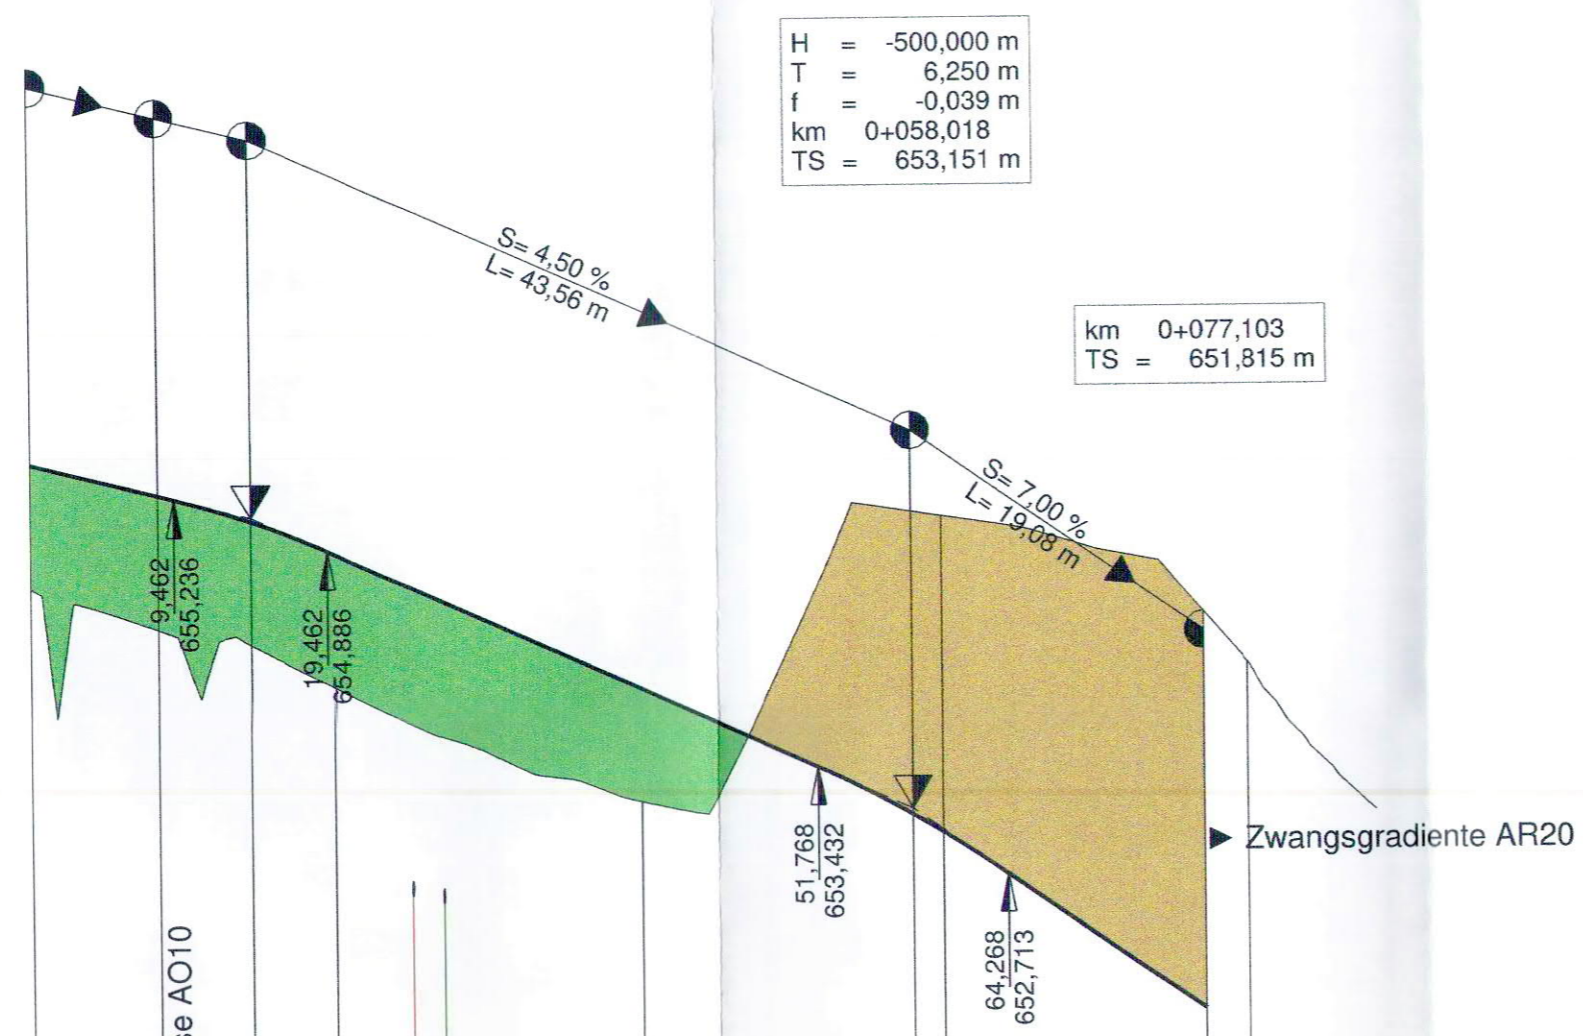 H = -500,000 m
T = 6,250 m
f = -0,039 m
km 0+058,018
TS = 653,151 m
S= 4,50 %
L= 43,56 m
km 0+077,103
TS = 651,815 m
S= 7,00 %
L= 19,08 m
9,462
655,236
19,462
654,886
51,768
653,432
64,268
652,713
Zwangsgradiente AR20
se AO10